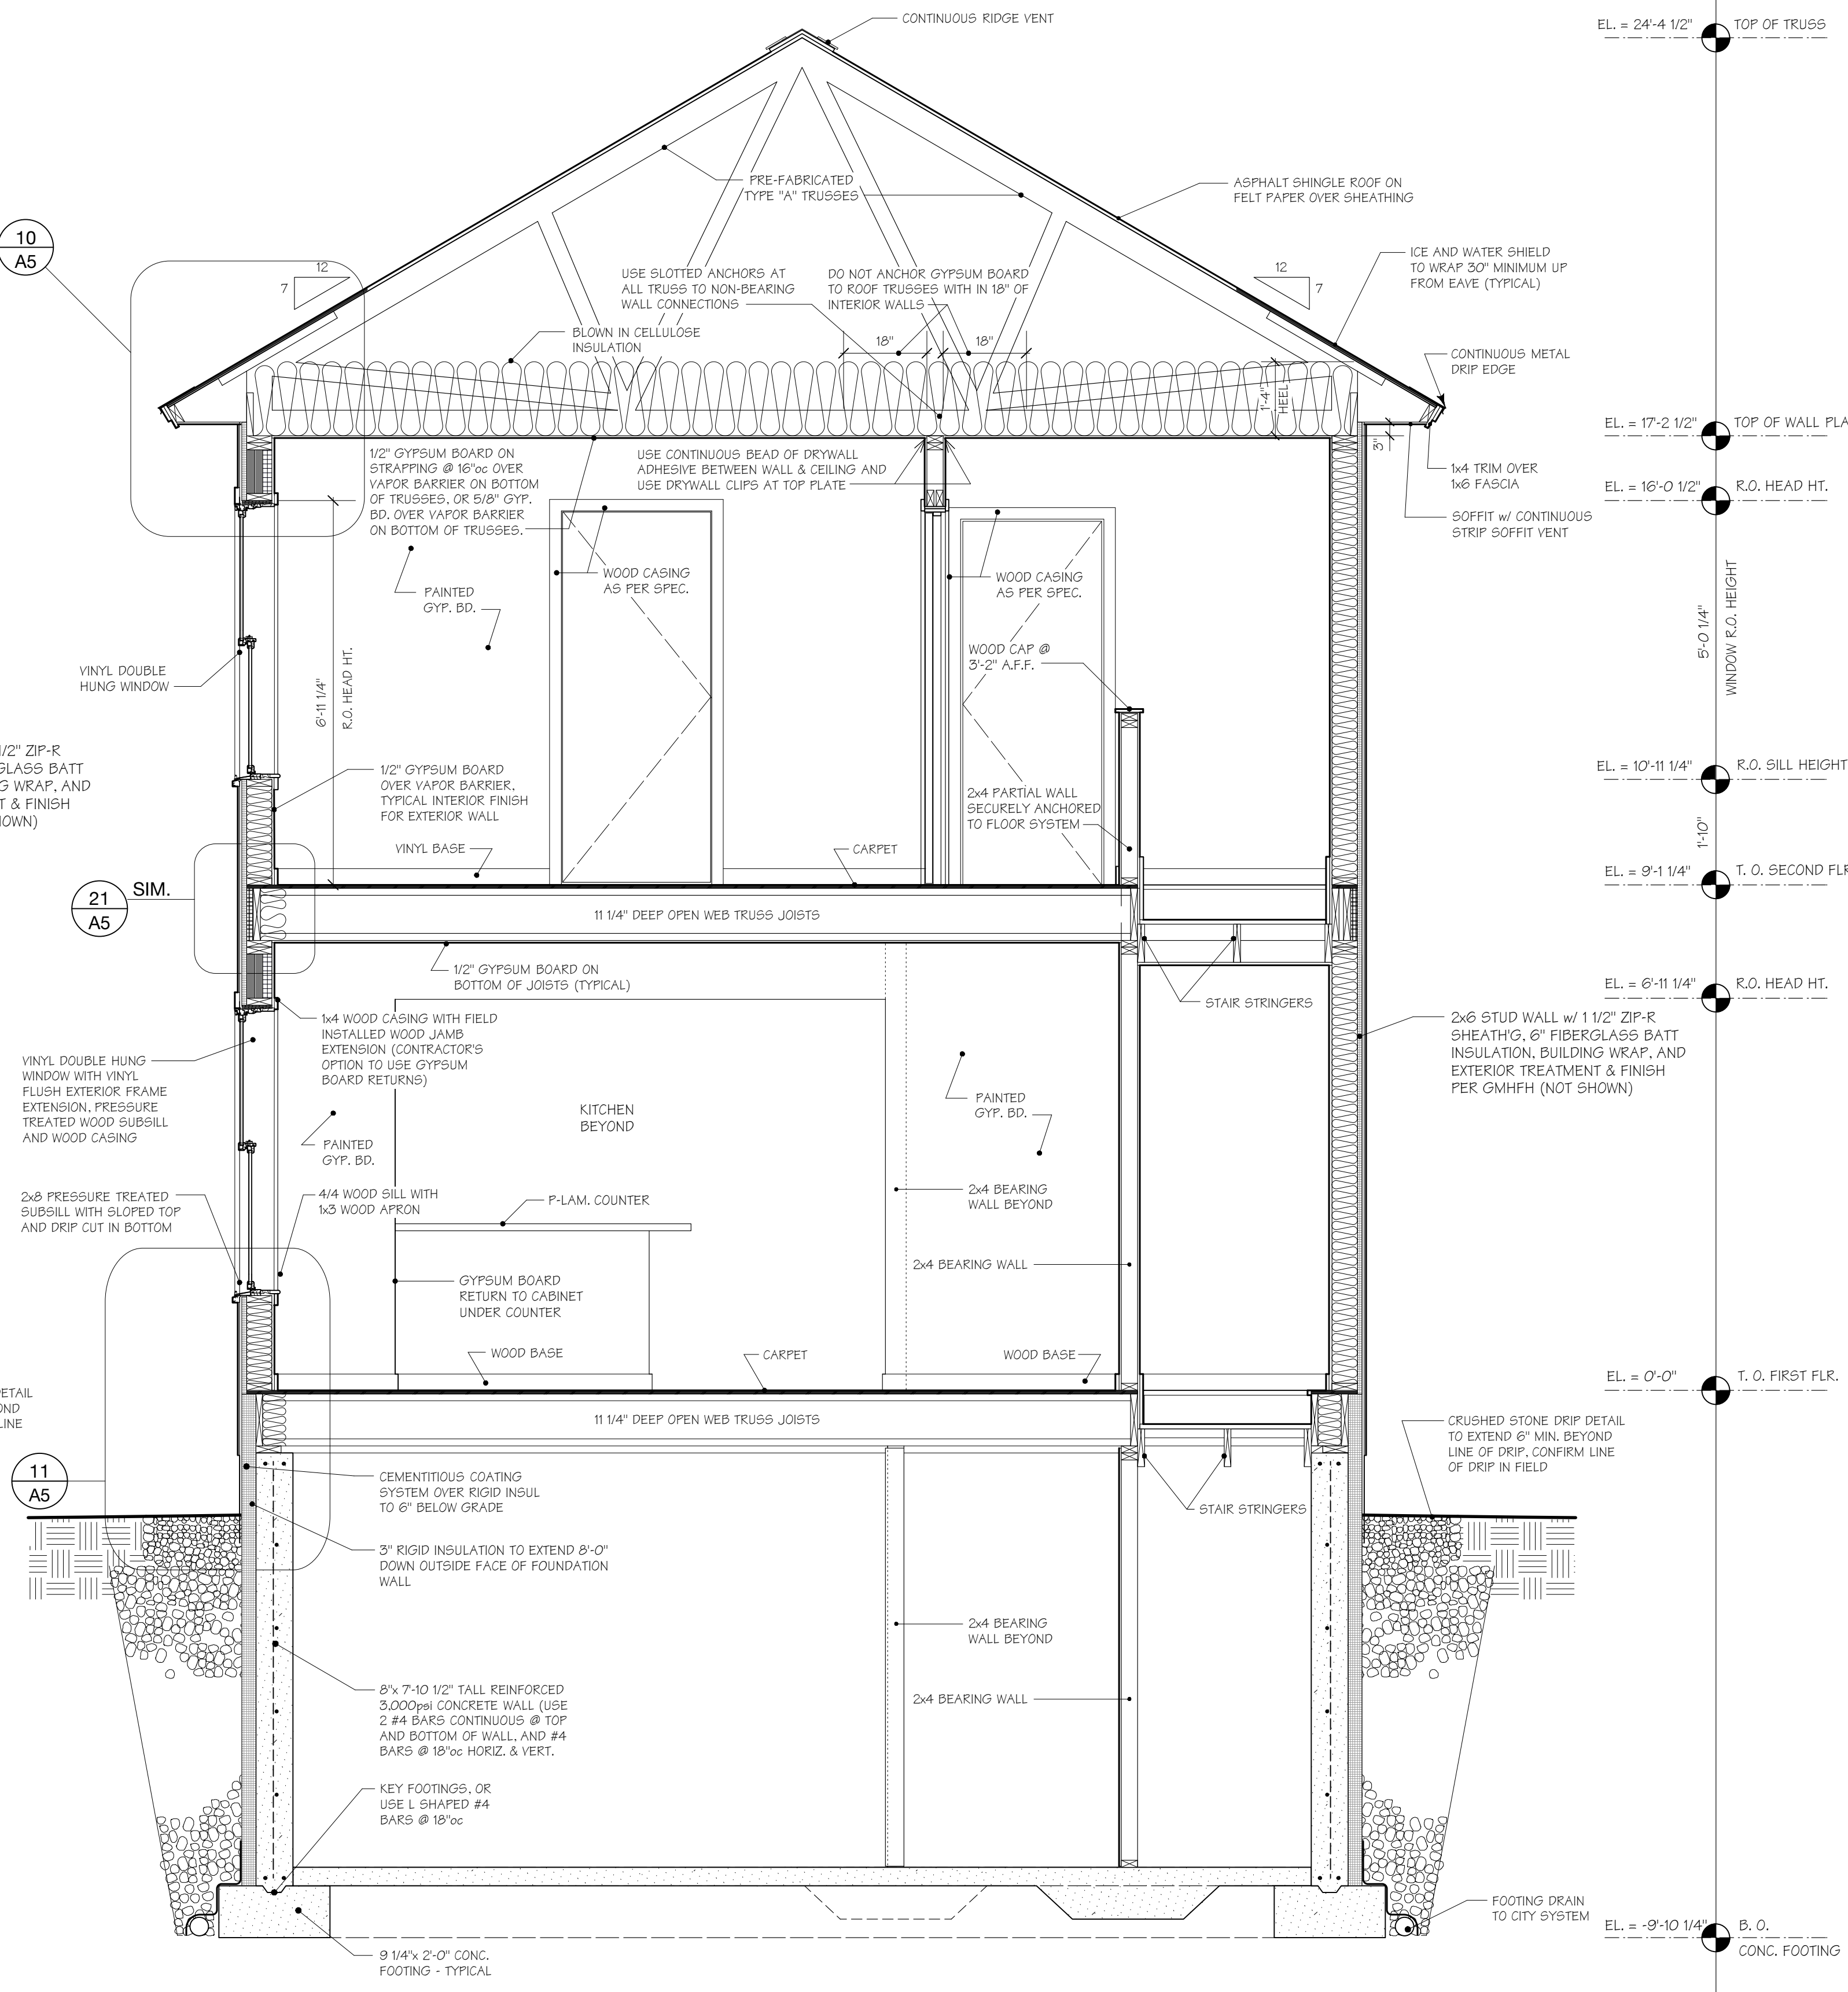 CONTINUOUS RIDGE VENT
EL. = 24'-4 1/2"
TOP OF TRUSS
PRE-FABRICATED
TYPE "A" TRUSSES
ASPHALT SHINGLE ROOF ON
FELT PAPER OVER SHEATHING
10
A5
12
7
USE SLOTTED ANCHORS AT
ALL TRUSS TO NON-BEARING
WALL CONNECTIONS
DO NOT ANCHOR GYPSUM BOARD
TO ROOF TRUSSES WITH IN 18" OF
INTERIOR WALLS
12
7
ICE AND WATER SHIELD
TO WRAP 30" MINIMUM UP
FROM EAVE (TYPICAL)
BLOWN IN CELLULOSE
INSULATION
18"
18"
CONTINUOUS METAL
DRIP EDGE
1'-4"
HEEL
3"
EL. = 17'-2 1/2"
TOP OF WALL PLA
1/2" GYPSUM BOARD ON
STRAPPING @ 16"oc OVER
VAPOR BARRIER ON BOTTOM
OF TRUSSES, OR 5/8" GYP.
BD. OVER VAPOR BARRIER
ON BOTTOM OF TRUSSES.
USE CONTINUOUS BEAD OF DRYWALL
ADHESIVE BETWEEN WALL & CEILING AND
USE DRYWALL CLIPS AT TOP PLATE
1x4 TRIM OVER
1x6 FASCIA
EL. = 16'-0 1/2"
R.O. HEAD HT.
SOFFIT w/ CONTINUOUS
STRIP SOFFIT VENT
WOOD CASING
AS PER SPEC.
WOOD CASING
AS PER SPEC.
PAINTED
GYP. BD.
5'-0 1/4"
WINDOW R.O. HEIGHT
VINYL DOUBLE
HUNG WINDOW
6'-11 1/4"
R.O. HEAD HT.
WOOD CAP @
3'-2" A.F.F.
1/2" ZIP-R
GLASS BATT
G WRAP, AND
T & FINISH
OWN)
1/2" GYPSUM BOARD
OVER VAPOR BARRIER,
TYPICAL INTERIOR FINISH
FOR EXTERIOR WALL
2x4 PARTIAL WALL
SECURELY ANCHORED
TO FLOOR SYSTEM
EL. = 10'-11 1/4"
R.O. SILL HEIGHT
1'-10"
VINYL BASE
CARPET
EL. = 9'-1 1/4"
T. O. SECOND FLR
21
A5
SIM.
11 1/4" DEEP OPEN WEB TRUSS JOISTS
1/2" GYPSUM BOARD ON
BOTTOM OF JOISTS (TYPICAL)
STAIR STRINGERS
EL. = 6'-11 1/4"
R.O. HEAD HT.
1x4 WOOD CASING WITH FIELD
INSTALLED WOOD JAMB
EXTENSION (CONTRACTOR'S
OPTION TO USE GYPSUM
BOARD RETURNS)
2x6 STUD WALL w/ 1 1/2" ZIP-R
SHEATH'G, 6" FIBERGLASS BATT
INSULATION, BUILDING WRAP, AND
EXTERIOR TREATMENT & FINISH
PER GMHFH (NOT SHOWN)
VINYL DOUBLE HUNG
WINDOW WITH VINYL
FLUSH EXTERIOR FRAME
EXTENSION, PRESSURE
TREATED WOOD SUBSILL
AND WOOD CASING
KITCHEN
BEYOND
PAINTED
GYP. BD.
PAINTED
GYP. BD.
2x8 PRESSURE TREATED
SUBSILL WITH SLOPED TOP
AND DRIP CUT IN BOTTOM
4/4 WOOD SILL WITH
1x3 WOOD APRON
P-LAM. COUNTER
2x4 BEARING
WALL BEYOND
2x4 BEARING WALL
GYPSUM BOARD
RETURN TO CABINET
UNDER COUNTER
WOOD BASE
CARPET
WOOD BASE
EL. = 0'-0"
T. O. FIRST FLR.
ETAIL
OND
LINE
11 1/4" DEEP OPEN WEB TRUSS JOISTS
CRUSHED STONE DRIP DETAIL
TO EXTEND 6" MIN. BEYOND
LINE OF DRIP, CONFIRM LINE
OF DRIP IN FIELD
11
A5
CEMENTITIOUS COATING
SYSTEM OVER RIGID INSUL
TO 6" BELOW GRADE
STAIR STRINGERS
3" RIGID INSULATION TO EXTEND 8'-0"
DOWN OUTSIDE FACE OF FOUNDATION
WALL
2x4 BEARING
WALL BEYOND
8"x 7'-10 1/2" TALL REINFORCED
3,000psi CONCRETE WALL (USE
2 #4 BARS CONTINUOUS @ TOP
AND BOTTOM OF WALL, AND #4
BARS @ 18"oc HORIZ. & VERT.
2x4 BEARING WALL
KEY FOOTINGS, OR
USE L SHAPED #4
BARS @ 18"oc
FOOTING DRAIN
TO CITY SYSTEM
EL. = -9'-10 1/4"
B. O.
CONC. FOOTING
9 1/4"x 2'-0" CONC.
FOOTING - TYPICAL